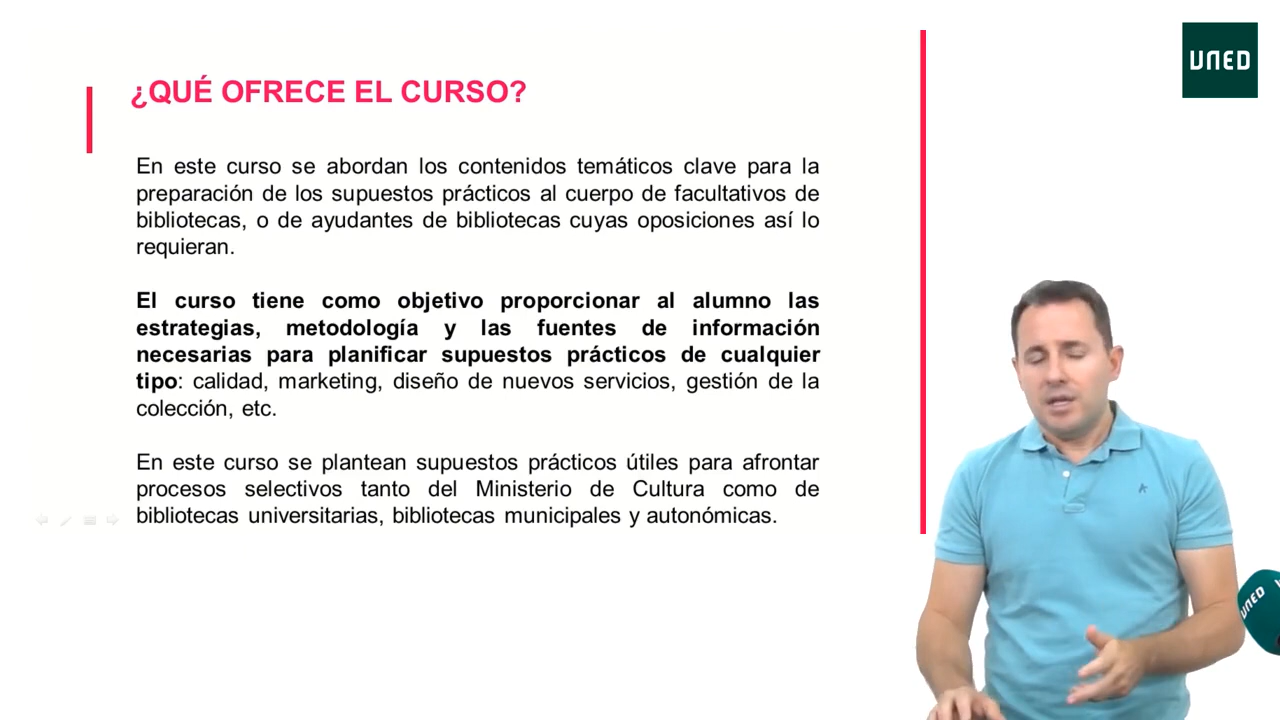 UNED
¿QUÉ OFRECE EL CURSO?
En este curso se abordan los contenidos temáticos clave para la
preparación de los supuestos prácticos al cuerpo de facultativos de
bibliotecas, o de ayudantes de bibliotecas cuyas oposiciones así lo
requieran.
El curso tiene como objetivo proporcionar al alumno las
estrategias, metodología y las fuentes de información
necesarias para planificar supuestos prácticos de cualquier
tipo: calidad, marketing, diseño de nuevos servicios, gestión de la
colección, etc.
En este curso se plantean supuestos prácticos útiles para afrontar
procesos selectivos tanto del Ministerio de Cultura como de
bibliotecas universitarias, bibliotecas municipales y autonómicas.
UNED